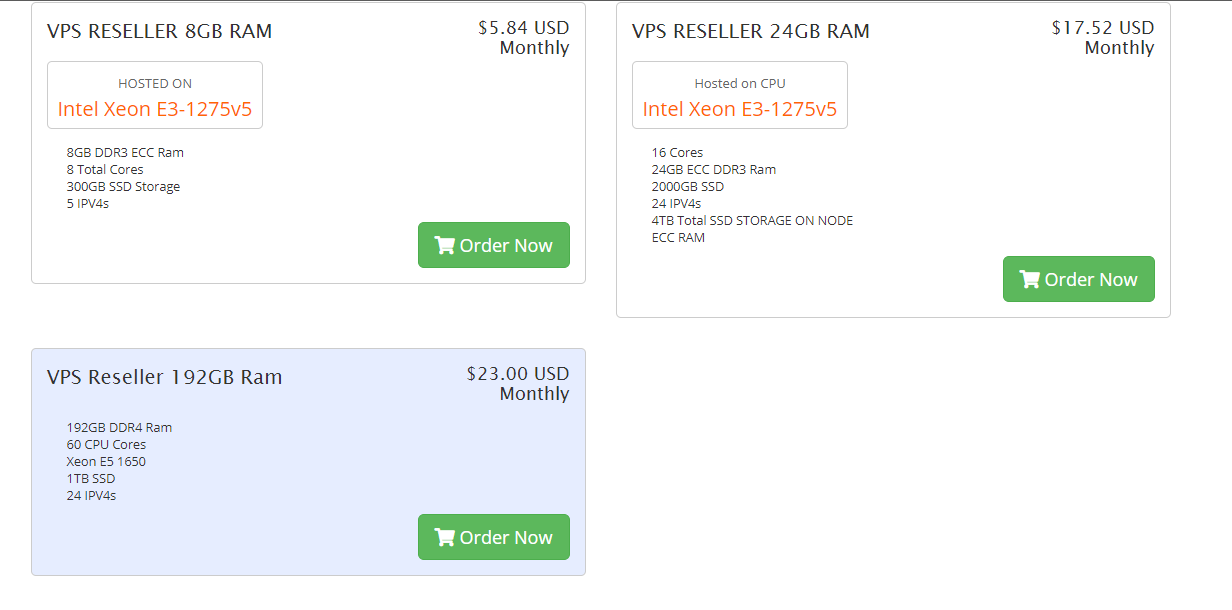 VPS RESELLER 8GB RAM
$5.84 USD
Monthly
HOSTED ON
Intel Xeon E3-1275v5
8GB DDR3 ECC Ram
8 Total Cores
300GB SSD Storage
5 IPV4s
Order Now
VPS RESELLER 24GB RAM
$17.52 USD
Monthly
Hosted on CPU
Intel Xeon E3-1275v5
16 Cores
24GB ECC DDR3 Ram
2000GB SSD
24 IPV4s
4TB Total SSD STORAGE ON NODE
ECC RAM
Order Now
VPS Reseller 192GB Ram
$23.00 USD
Monthly
192GB DDR4 Ram
60 CPU Cores
Xeon E5 1650
1TB SSD
24 IPV4s
Order Now